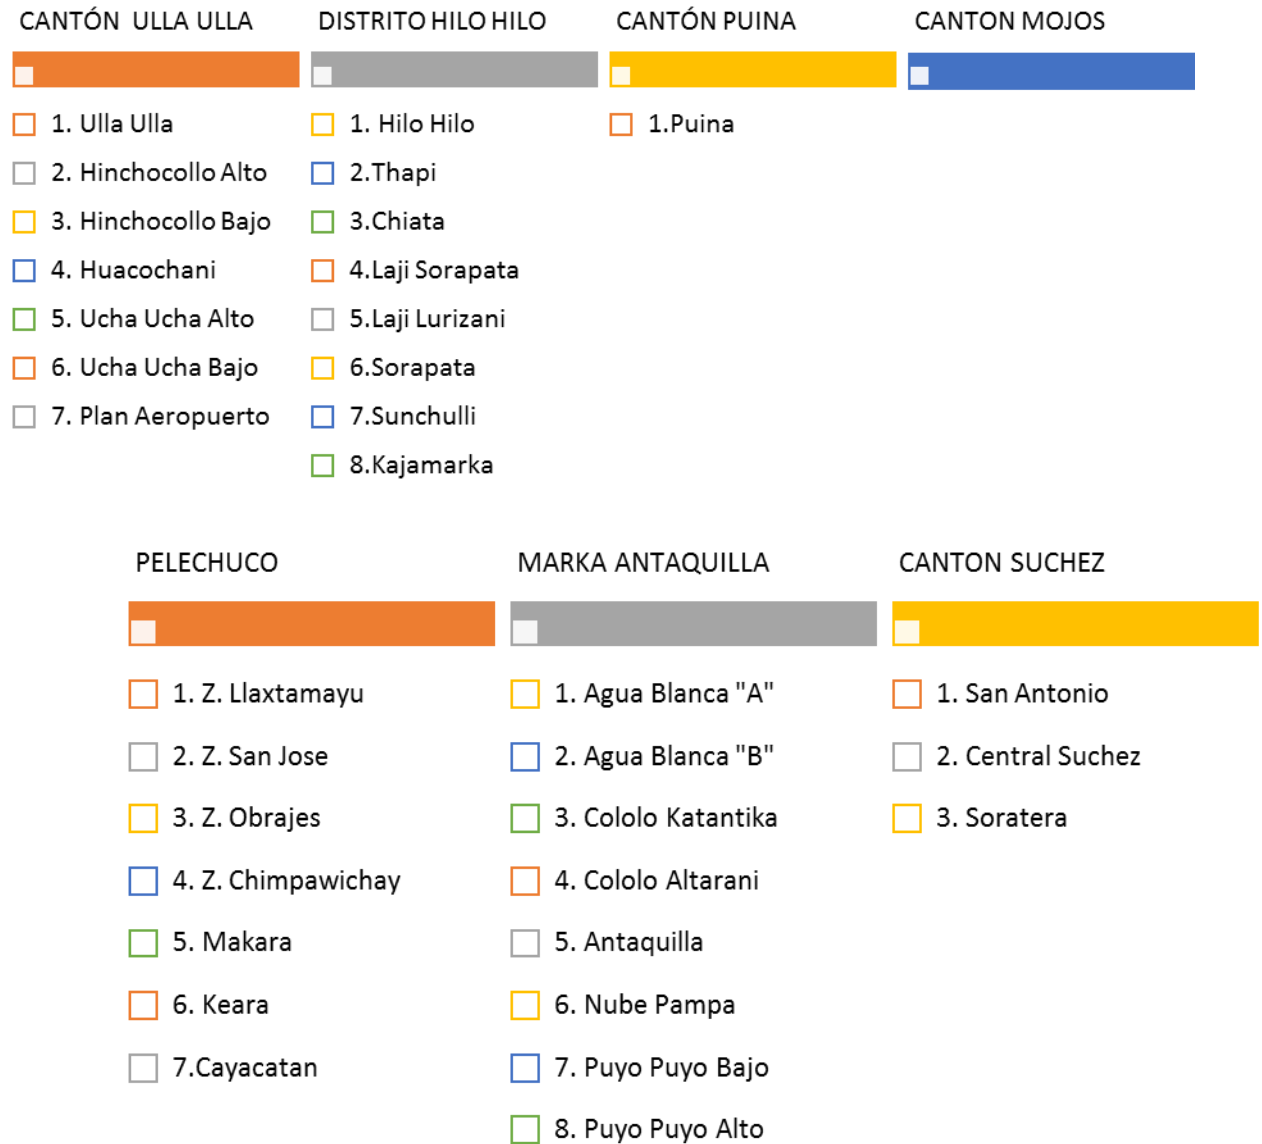 CANTÓN ULLA ULLA
1. Ulla Ulla
2. Hinchocollo Alto
3. Hinchocollo Bajo
4. Huacochani
5. Ucha Ucha Alto
6. Ucha Ucha Bajo
7. Plan Aeropuerto
DISTRITO HILO HILO
1. Hilo Hilo
2.Thapi
3.Chiata
4.Laji Sorapata
5.Laji Lurizani
6.Sorapata
7.Sunchulli
8.Kajamarka
CANTÓN PUINA
1.Puina
CANTON MOJOS
PELECHUCO
1. Z. Llaxtamayu
2. Z. San Jose
3. Z. Obrajes
4. Z. Chimpawichay
5. Makara
6. Keara
7.Cayacatan
MARKA ANTAQUILLA
1. Agua Blanca "A"
2. Agua Blanca "B"
3. Cololo Katantika
4. Cololo Altarani
5. Antaquilla
6. Nube Pampa
7. Puyo Puyo Bajo
8. Puyo Puyo Alto
CANTON SUCHEZ
1. San Antonio
2. Central Suchez
3. Soratera